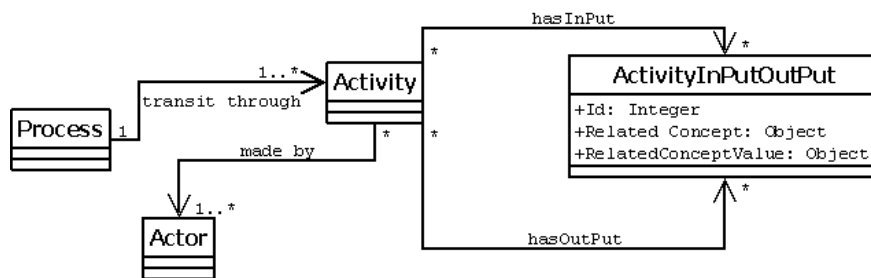 hasInPut
*
*
1..*
Activity
ActivityInPutOutPut
transit through
+Id: Integer
Process
1
+Related Concept: Object
*
*
made by
+RelatedConceptValue: Object
*
1..*
Actor
hasOutPut